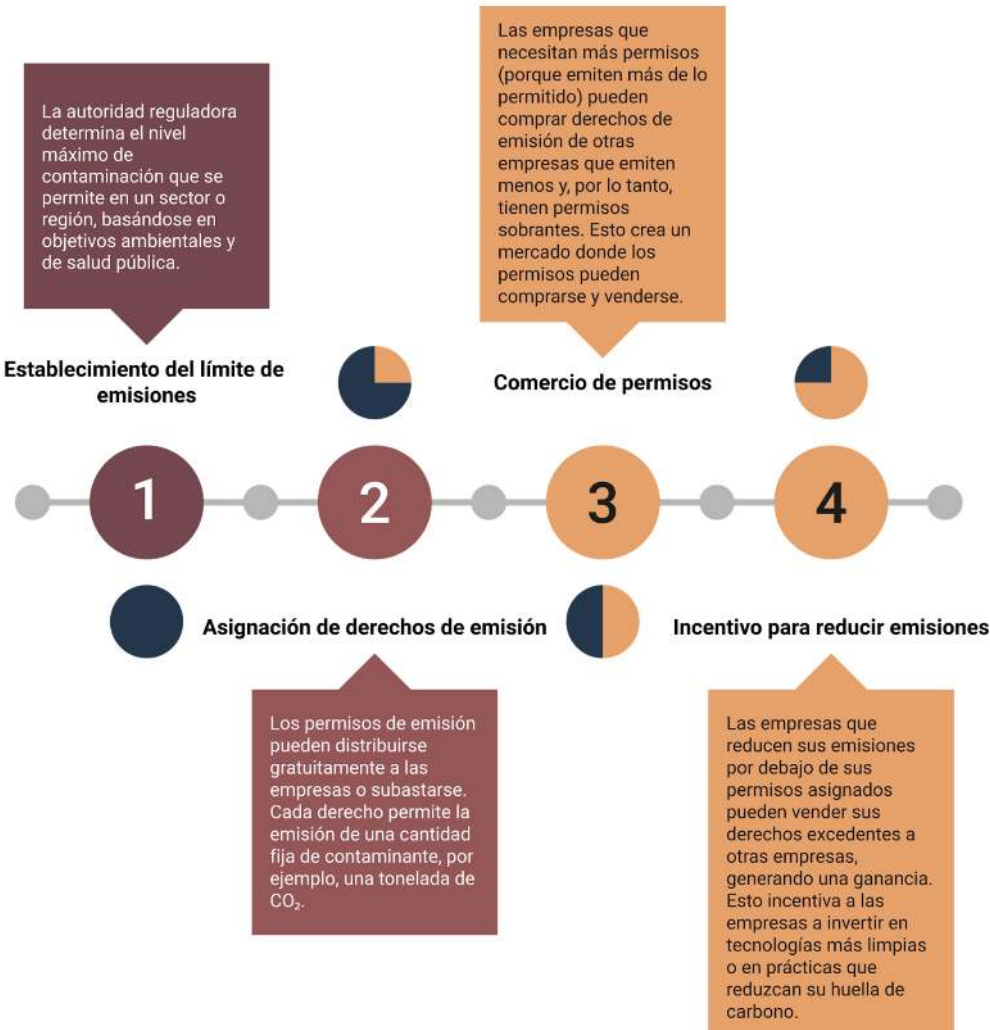 La autoridad reguladora
determina el nivel
máximo de
contaminación que se
permite en un sector o
región, basándose en
objetivos ambientales y
de salud pública.
Establecimiento del límite de
emisiones
1
Asignación de derechos de emisión
2
Los permisos de emisión
pueden distribuirse
gratuitamente a las
empresas o subastarse.
Cada derecho permite la
emisión de una cantidad
fija de contaminante, por
ejemplo, una tonelada de
CO₂.
Las empresas que
necesitan más permisos
(porque emiten más de lo
permitido) pueden
comprar derechos de
emisión de otras
empresas que emiten
menos y, por lo tanto,
tienen permisos
sobrantes. Esto crea un
mercado donde los
permisos pueden
comprarse y venderse.
Comercio de permisos
3
4
Incentivo para reducir emisiones
Las empresas que
reducen sus emisiones
por debajo de sus
permisos asignados
pueden vender sus
derechos excedentes a
otras empresas,
generando una ganancia.
Esto incentiva a las
empresas a invertir en
tecnologías más limpias
o en prácticas que
reduzcan su huella de
carbono.